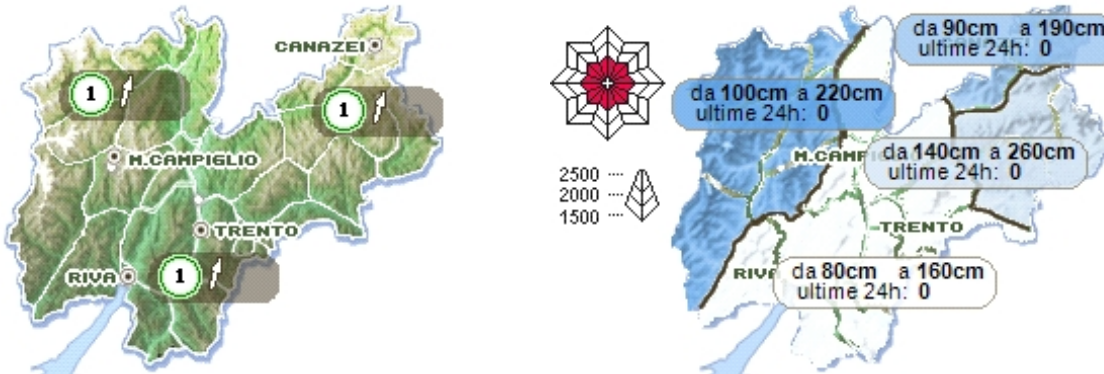 CANAZEI
1
1
M.CAMPIGLIO
TRENTO
RIVA
1
da 90cm a 190cm
ultime 24h: 0
da 100cm a 220cm
ultime 24h: 0
M.CAMPIG
da 140cm a 260cm
ultime 24h: 0
2500
2000
1500
TRENTO
RIVA
da 80cm a 160cm
ultime 24h: 0